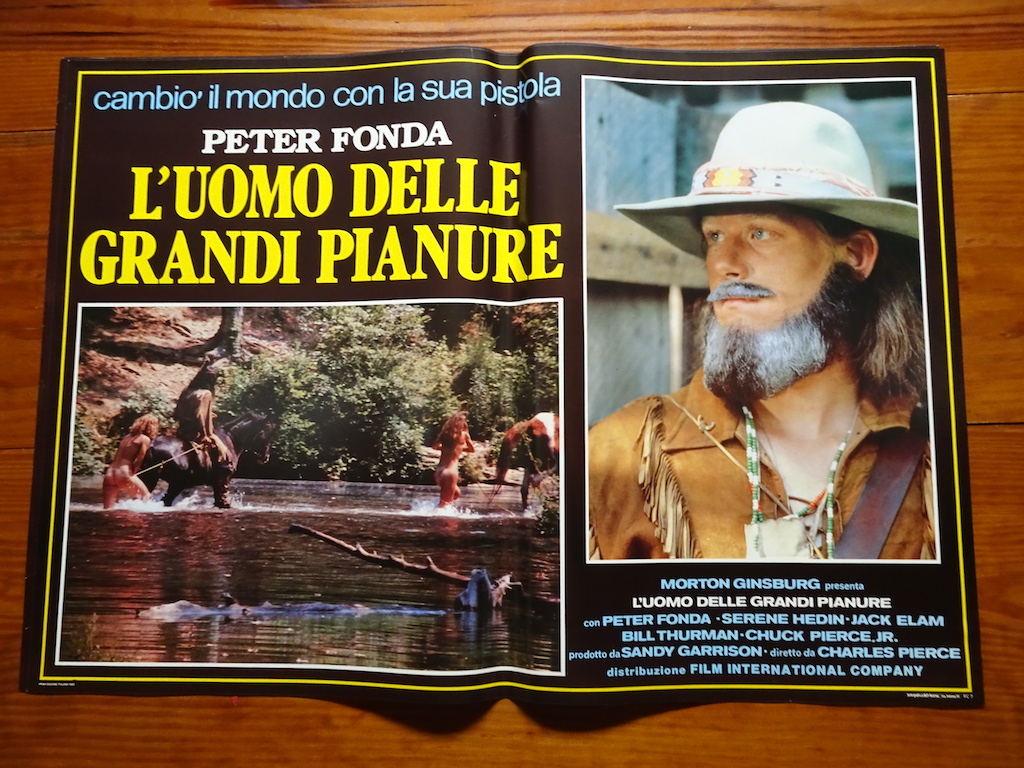 cambio' il mondo con la sua pistola
PETER FONDA
L'UOMO DELLE
GRANDI PIANURE
MORTON GINSBURG presenta
L'UOMO DELLE GRANDI PIANURE
con PETER FONDA · SERENE HEDIN · JACK ELAM
BILL THURMAN · CHUCK PIERCE, JR.
prodotto da SANDY GARRISON · diretto da CHARLES PIERCE
distribuzione FILM INTERNATIONAL COMPANY